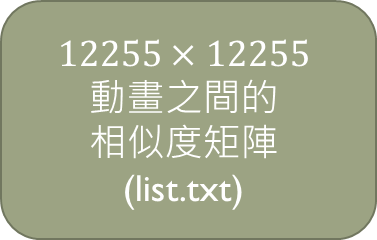 12255 × 12255
動畫之間的
相似度矩陣
(list.txt)